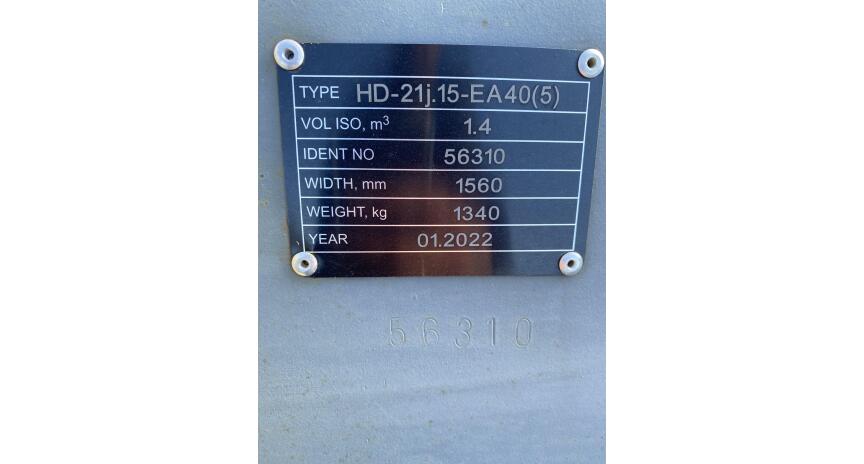 TYPE HD-21j.15-EA40(5)
VOL ISO, m³ 1.4
IDENT NO 56310
WIDTH, mm 1560
WEIGHT, kg 1340
YEAR 01.2022
56310